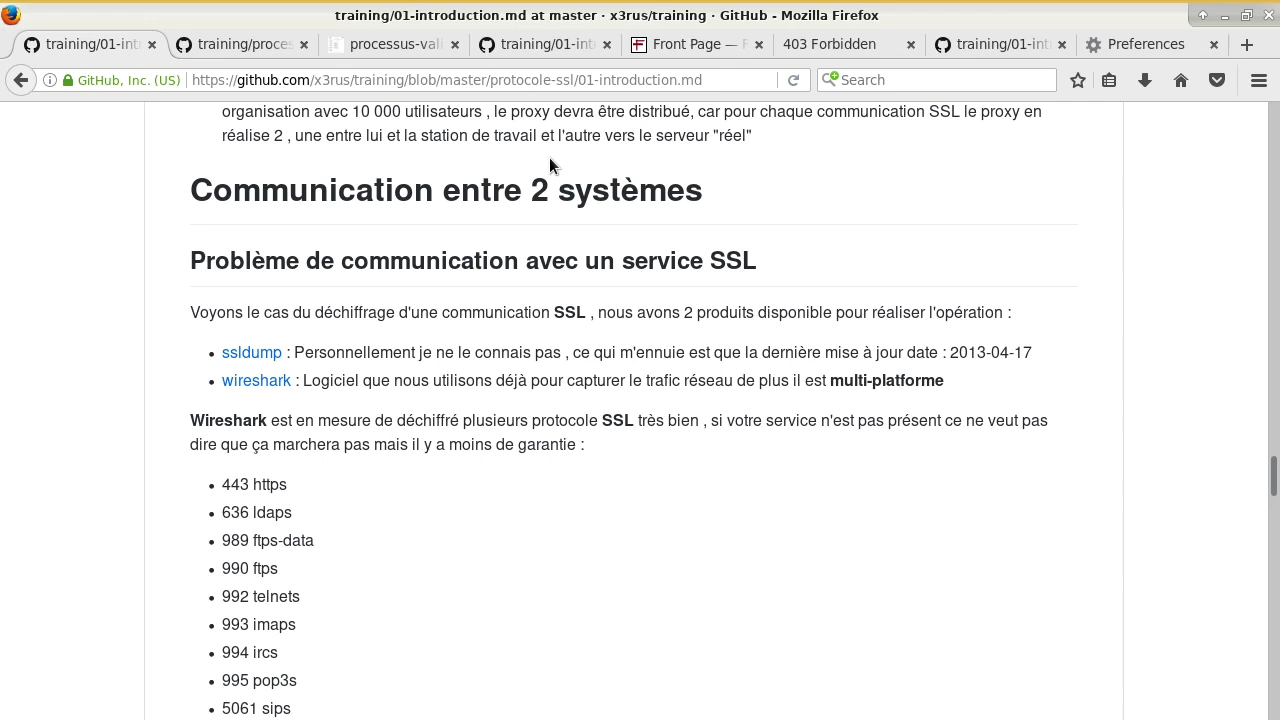 training/01-introduction.md at master · x3rus/training · GitHub - Mozilla Firefox
training/01-int
training/proces
processus-vali
training/01-int
Front Page — F
403 Forbidden
training/01-int
Preferences
GitHub, Inc. (US)
https://github.com/x3rus/training/blob/master/protocole-ssl/01-introduction.md
Search
organisation avec 10 000 utilisateurs , le proxy devra être distribué, car pour chaque communication SSL le proxy en
réalise 2 , une entre lui et la station de travail et l'autre vers le serveur "réel"
Communication entre 2 systèmes
Problème de communication avec un service SSL
Voyons le cas du déchiffrage d'une communication SSL , nous avons 2 produits disponible pour réaliser l'opération :
• ssldump : Personnellement je ne le connais pas , ce qui m'ennuie est que la dernière mise à jour date : 2013-04-17
• wireshark : Logiciel que nous utilisons déjà pour capturer le trafic réseau de plus il est multi-platforme
Wireshark est en mesure de déchiffré plusieurs protocole SSL très bien , si votre service n'est pas présent ce ne veut pas
dire que ça marchera pas mais il y a moins de garantie :
• 443 https
• 636 ldaps
• 989 ftps-data
• 990 ftps
• 992 telnets
• 993 imaps
• 994 ircs
• 995 pop3s
• 5061 sips